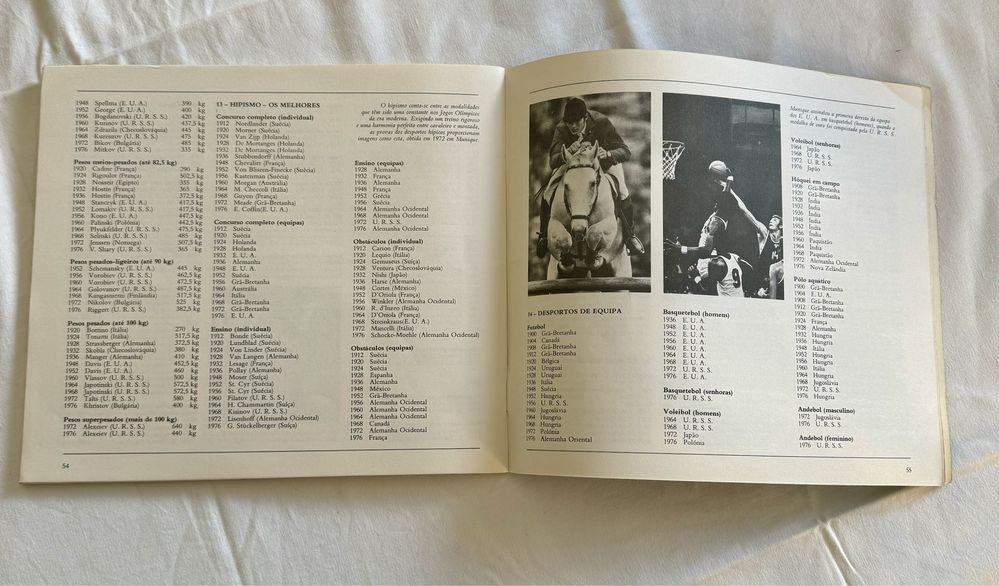 1948 Spellma (E. U. A.) 390 kg
1952 George (E. U. A.) 400 kg
1956 Bogdanovski (U. R. S. S.) 420 kg
1960 Kurinov (U. R. S. S.) 437,5 kg
1964 Zdrazila (Checoslováquia) 445 kg
1968 Kurensov (U. R. S. S.) 475 kg
1972 Bikov (Bulgária) 485 kg
1976 Mitkov (U. R. S. S.) 335 kg
Pesos meios-pesados (até 82,5 kg)
1920 Cadine (França) 290 kg
1924 Rigoulot (França) 502,5 kg
1928 Nosseir (Egipto) 355 kg
1932 Hostin (França) 365 kg
1936 Hostin (França) 372,5 kg
1948 Stanczyk (E. U. A.) 417,5 kg
1952 Lomakiv (U. R. S. S.) 417,5 kg
1956 Kono (E. U. A.) 447,5 kg
1960 Palinski (Polónia) 442,5 kg
1964 Plyukfelder (U. R. S. S.) 475,5 kg
1968 Selitski (U. R. S. S.) 485 kg
1972 Jenssen (Noruega) 507,5 kg
1976 V. Shary (U. R. S. S.) 365 kg
Pesos pesados-ligeiros (até 90 kg)
1952 Schemansky (E. U. A.) 445 kg
1956 Vorobiev (U. R. S. S.) 462,5 kg
1960 Vorobiev (U. R. S. S.) 472,5 kg
1964 Golovanov (U. R. S. S.) 487,5 kg
1968 Kangasniemi (Finlândia) 517,5 kg
1972 Nikolov (Bulgária) 525 kg
1976 Riggert (U. R. S. S.) 382,5 kg
Pesos pesados (até 100 kg)
1920 Bottino (Itália) 270 kg
1924 Tonani (Itália) 517,5 kg
1928 Strassberger (Alemanha) 372,5 kg
1932 Skobla (Checoslováquia) 380 kg
1936 Manger (Alemanha) 410 kg
1948 Davis (E. U. A.) 452,5 kg
1952 Davis (E. U. A.) 460 kg
1960 Vlassov (U. R. S. S.) 500 kg
1964 Japotinski (U. R. S. S.) 572,5 kg
1968 Japotinski (U. R. S. S.) 572,5 kg
1972 Talts (U. R. S. S.) 580 kg
1976 Khristov (Bulgária) 400 kg
Pesos superpesados (mais de 100 kg)
1972 Alexeiev (U. R. S. S.) 640 kg
1976 Alexeiev (U. R. S. S.) 440 kg
54
13 – HIPISMO – OS MELHORES
Concurso completo (individual)
1912 Nordlander (Suécia)
1920 Morner (Suécia)
1924 Van Zijp (Holanda)
1928 De Mortanges (Holanda)
1932 De Mortanges (Holanda)
1936 Stubbendorff (Alemanha)
1948 Chevalier (França)
1952 Von Blixsem-Finecke (Suécia)
1956 Kastenman (Suécia)
1960 Morgan (Austrália)
1964 M. Checcoli (Itália)
1968 Guyon (França)
1972 Meade (Grã-Bretanha)
1976 E. Coffin(E. U. A.)
Concurso completo (equipas)
1912 Suécia
1920 Suécia
1924 Holanda
1928 Holanda
1932 E. U. A.
1936 Alemanha
1948 E. U. A.
1952 Suécia
1956 Grã-Bretanha
1960 Austrália
1964 Itália
1968 Grã-Bretanha
1972 Grã-Bretanha
1976 E. U. A.
Ensino (individual)
1912 Bonde (Suécia)
1920 Lundblad (Suécia)
1924 Von Linder (Suécia)
1928 Van Langen (Alemanha)
1932 Lesage (França)
1936 Pollay (Alemanha)
1948 Moser (Suíça)
1952 St. Cyr (Suécia)
1956 St. Cyr (Suécia)
1960 Filatov (U. R. S. S.)
1964 H. Chammartin (Suíça)
1968 Kisimov (U. R. S. S.)
1972 Lisenhoff (Alemanha Ocidental)
1976 G. Stückelberger (Suíça)
O hipismo conta-se entre as modalidades
que têm sido uma constante nos Jogos Olímpicos
da era moderna. Exigindo um treino rigoroso
e uma harmonia perfeita entre cavaleiro e montada,
as provas dos desportos hípicos proporcionam
imagens como esta, obtida em 1972 em Munique.
Ensino (equipas)
1928 Alemanha
1932 França
1936 Alemanha
1948 França
1952 Grécia
1956 Suécia
1964 Alemanha Ocidental
1968 Alemanha Ocidental
1972 U. R. S. S.
1976 Alemanha Ocidental
Obstáculos (individual)
1912 Carion (França)
1920 Lequio (Itália)
1924 Gemuseus (Suíça)
1928 Ventura (Checoslováquia)
1932 Nishi (Japão)
1936 Harse (Alemanha)
1948 Cortes (México)
1952 D'Oriola (França)
1956 Winkler (Alemanha Ocidental)
1960 R. d'Inzeo (Itália)
1964 D'Oriola (França)
1968 Steinkraus(E. U. A.)
1972 Mancelli (Itália)
1976 Schocke-Moehle (Alemanha Ocidental)
Obstáculos (equipas)
1912 Suécia
1920 Suécia
1924 Suécia
1928 Espanha
1936 Alemanha
1948 México
1952 Grã-Bretanha
1956 Alemanha Ocidental
1960 Alemanha Ocidental
1964 Alemanha Ocidental
1968 Canadá
1972 Alemanha Ocidental
1976 França
14 – DESPORTOS DE EQUIPA
Futebol
1900 Grã-Bretanha
1904 Canadá
1908 Grã-Bretanha
1912 Grã-Bretanha
1920 Bélgica
1924 Uruguai
1928 Uruguai
1936 Itália
1948 Suécia
1952 Hungria
1956 U. R. S. S.
1960 Jugoslávia
1964 Hungria
1968 Hungria
1972 Polónia
1976 Alemanha Oriental
Basquetebol (homens)
1936 E. U. A.
1948 E. U. A.
1952 E. U. A.
1956 E. U. A.
1960 E. U. A.
1964 E. U. A.
1968 E. U. A.
1972 U. R. S. S.
1976 E. U. A.
Basquetebol (senhoras)
1976 U. R. S. S.
Voleibol (homens)
1964 U. R. S. S.
1968 U. R. S. S.
1972 Japão
1976 Polónia
9
14
Munique assinalou a primeira derrota da equipa
dos E. U. A. em basquetebol (homens), quando a
medalha de ouro foi conquistada pela U. R. S. S.
Voleibol (senhoras)
1964 Japão
1968 U. R. S. S.
1972 U. R. S. S.
1976 Japão
Hóquei em campo
1908 Grã-Bretanha
1920 Grã-Bretanha
1928 Índia
1932 Índia
1936 Índia
1948 Índia
1952 Índia
1956 Índia
1960 Paquistão
1964 Índia
1968 Paquistão
1972 Alemanha Ocidental
1976 Nova Zelândia
Pólo aquático
1900 Grã-Bretanha
1904 E. U. A.
1908 Grã-Bretanha
1912 Grã-Bretanha
1920 Grã-Bretanha
1924 França
1928 Alemanha
1932 Hungria
1936 Hungria
1948 Itália
1952 Hungria
1956 Hungria
1960 Itália
1964 Hungria
1968 Jugoslávia
1972 U. R. S. S.
1976 Hungria
Andebol (masculino)
1972 Jugoslávia
1976 U. R. S. S.
Andebol (feminino)
1976 U. R. S. S.
55